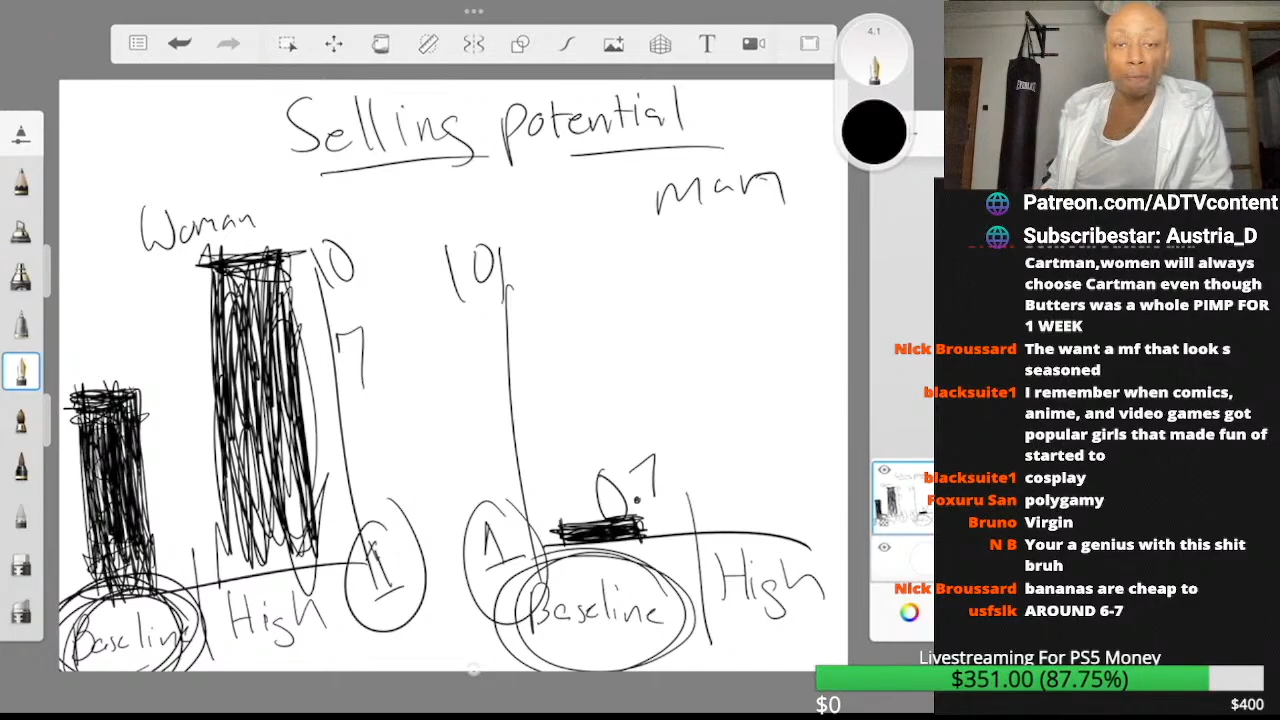 4.1
T
Selling potential
Man
Woman
10
10
7
0.7
1
1
Baseline
High
Baseline
High
EVERLAST
Patreon.com/ADTVcontent
Subscribestar: Austria_D
Cartman,women will always
choose Cartman even though
Butters was a whole PIMP FOR
1 WEEK
Nick Broussard The want a mf that look s
seasoned
blacksuite1 I remember when comics,
anime, and video games got
popular girls that made fun of
started to
blacksuite1 cosplay
Foxuru San polygamy
Bruno Virgin
N B Your a genius with this shit
bruh
Nick Broussard bananas are cheap to
usfslk AROUND 6-7
Livestreaming For PS5 Money
$351.00 (87.75%)
$0
$400